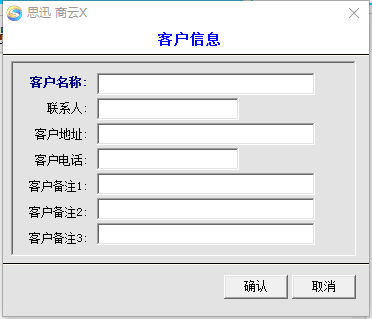 思迅 商云X
客户信息
客户名称:
联系人:
客户地址:
客户电话:
客户备注1:
客户备注2:
客户备注3:
确认 取消